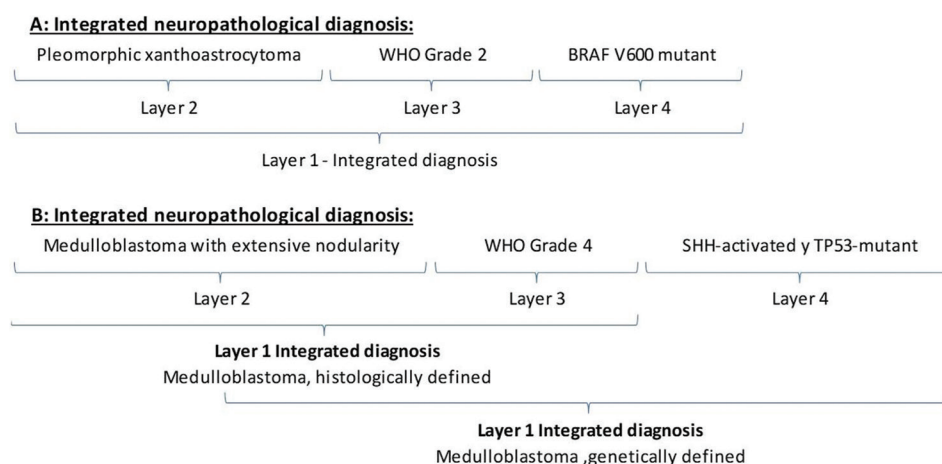 A: Integrated neuropathological diagnosis:
Pleomorphic xanthoastrocytoma WHO Grade 2 BRAF V600 mutant
Layer 2 Layer 3 Layer 4
Layer 1 - Integrated diagnosis
B: Integrated neuropathological diagnosis:
Medulloblastoma with extensive nodularity WHO Grade 4 SHH-activated y TP53-mutant
Layer 2 Layer 3 Layer 4
Layer 1 Integrated diagnosis
Medulloblastoma, histologically defined
Layer 1 Integrated diagnosis
Medulloblastoma ,genetically defined